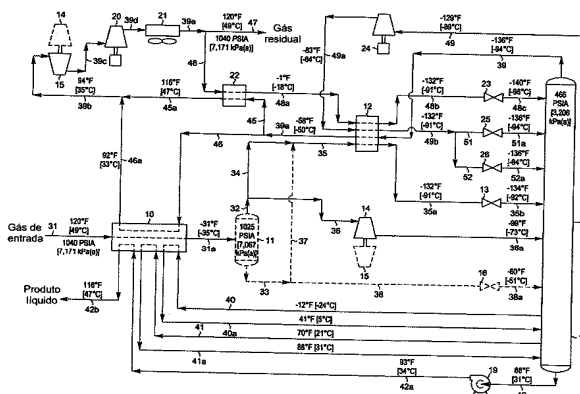 14
20
21
39d
39e
120°F
[49°C]
47
Gás
residual
1040 PSIA
[7,171 kPa(a)]
48
15
39c
94°F
[35°C]
38b
116°F
[47°C]
45a
22
-1°F
[-18°C]
48a
45
46
39a
-58°F
[-50°C]
35
34
32
92°F
[33°C]
46a
-83°F
[-64°C]
49a
24
-129°F
[-89°C]
49
-136°F
[-94°C]
39
12
-132°F
[-91°C]
48b
23
-140°F
[-96°C]
48c
-132°F
[-91°C]
49b
51
25
-136°F
[-94°C]
51a
52
26
-136°F
[-94°C]
52a
-132°F
[-91°C]
35a
13
-134°F
[-92°C]
35b
466
PSIA
[3,206
kPa(a)]
Gás de
entrada
31
120°F
[49°C]
1040 PSIA
[7,171 kPa(a)]
10
-31°F
[-35°C]
31a
1025
PSIA
[7,067
kPa(a)]
11
33
37
36
14
15
-99°F
[-73°C]
36a
38
16
-60°F
[-51°C]
38a
Produto
líquido
116°F
[47°C]
42b
40
-12°F [-24°C]
41°F [5°C]
40a
41
70°F [21°C]
88°F [31°C]
41a
93°F
[34°C]
42a
19
88°F
[31°C]